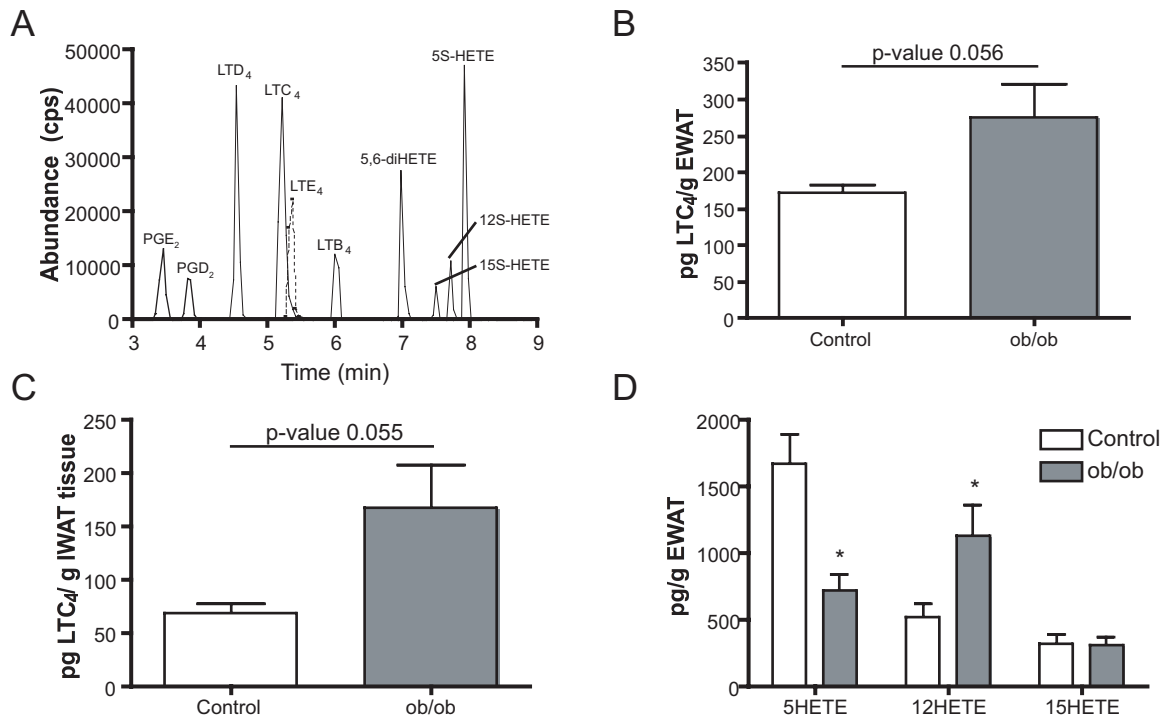 A
Abundance (cps)
50000
40000
30000
20000
10000
0
3 4 5 6 7 8 9
Time (min)
PGE2
PGD2
LTD4
LTC4
LTE4
LTB4
5,6-diHETE
5S-HETE
12S-HETE
15S-HETE
B
p-value 0.056
pg LTC4/g EWAT
350
300
250
200
150
100
50
0
Control ob/ob
C
p-value 0.055
pg LTC4/ g IWAT tissue
250
200
150
100
50
0
Control ob/ob
D
pg/g EWAT
2000
1500
1000
500
0
Control
ob/ob
*
*
5HETE 12HETE 15HETE